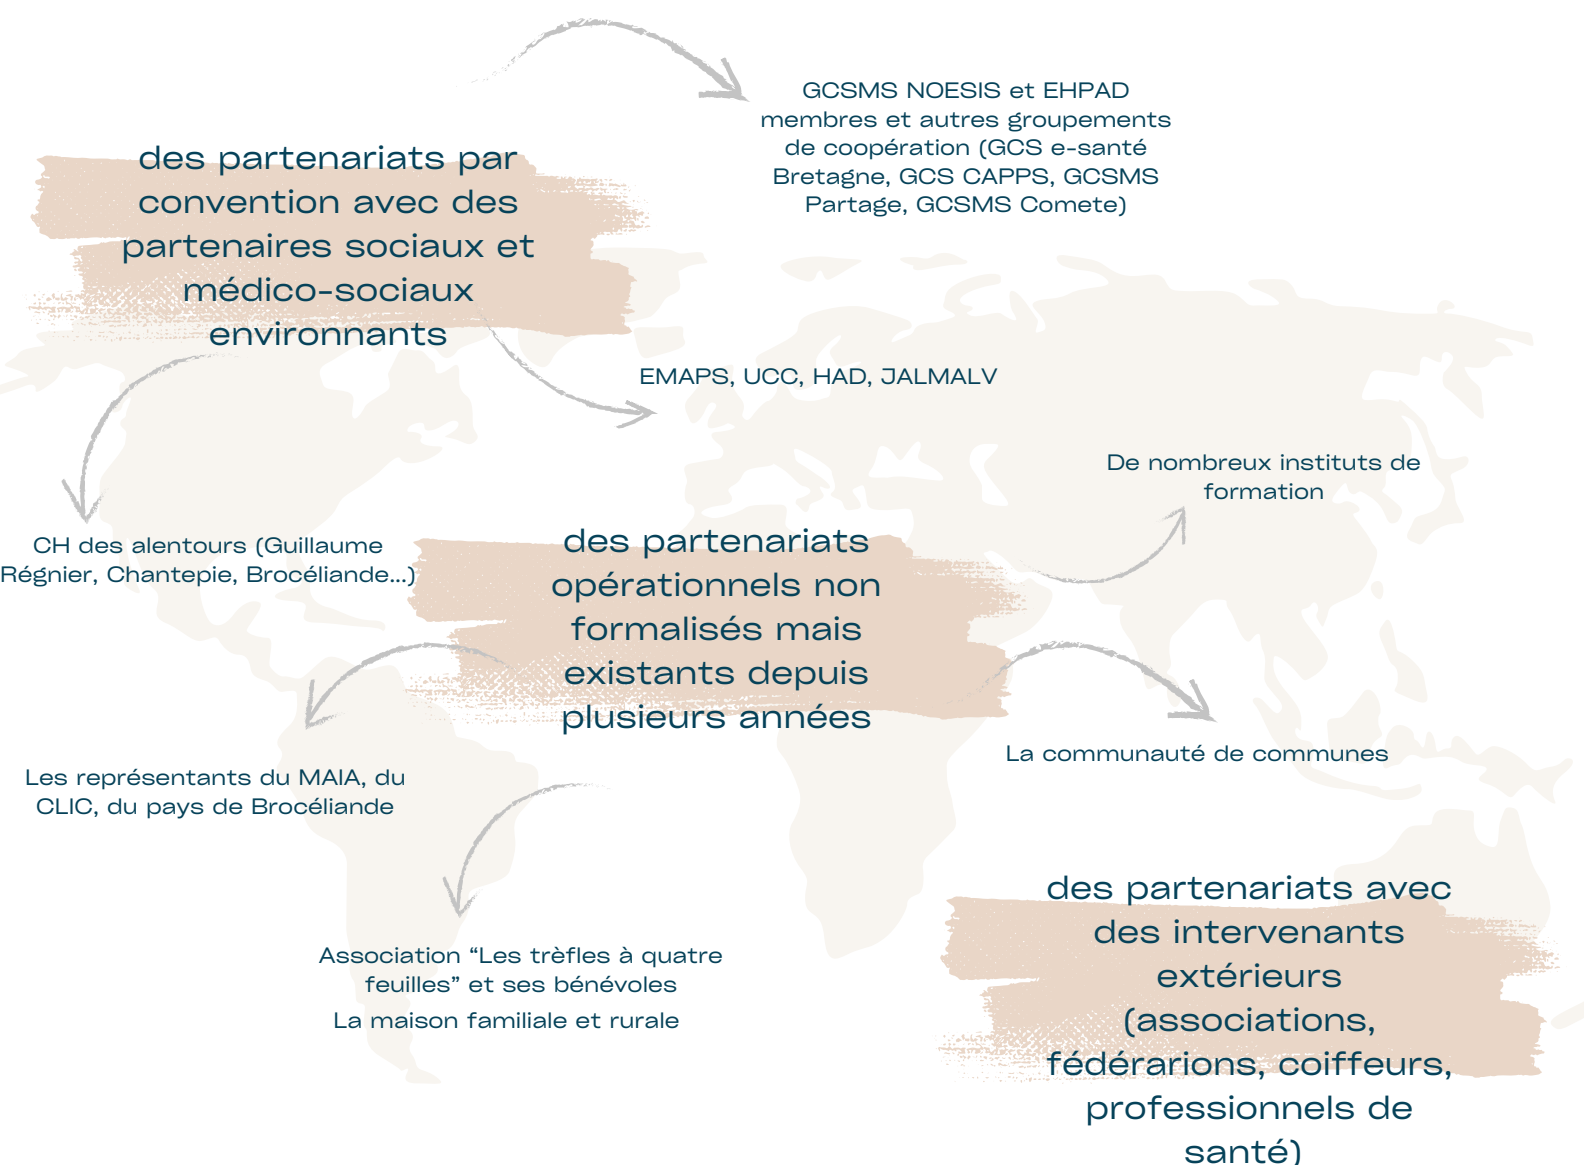 GCSMS NOESIS et EHPAD
membres et autres groupements
de coopération (GCS e-santé
Bretagne, GCS CAPPS, GCSMS
Partage, GCSMS Comete)
des partenariats par
convention avec des
partenaires sociaux et
médico-sociaux
environnants
EMAPS, UCC, HAD, JALMALV
CH des alentours (Guillaume
Régnier, Chantepie, Brocéliande...)
De nombreux instituts de
formation
des partenariats
opérationnels non
formalisés mais
existants depuis
plusieurs années
La communauté de communes
Les représentants du MAIA, du
CLIC, du pays de Brocéliande
Association “Les trèfles à quatre
feuilles” et ses bénévoles
La maison familiale et rurale
des partenariats avec
des intervenants
extérieurs
(associations,
fédérarions, coiffeurs,
professionnels de
santé)